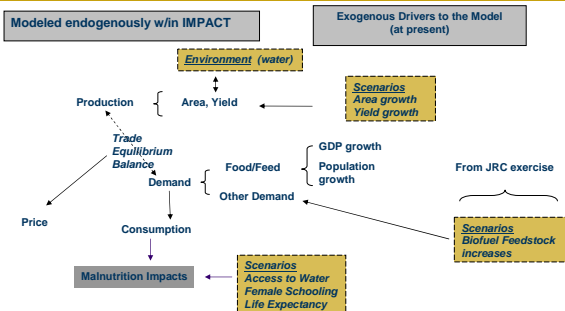 Modeled endogenously w/in IMPACT
Exogenous Drivers to the Model
(at present)
Environment (water)
Scenarios
Area growth
Yield growth
Production
Area, Yield
Trade
Equilibrium
Balance
GDP growth
Food/Feed
Population
growth
From JRC exercise
Demand
Other Demand
Price
Consumption
Scenarios
Biofuel Feedstock
increases
Malnutrition Impacts
Scenarios
Access to Water
Female Schooling
Life Expectancy